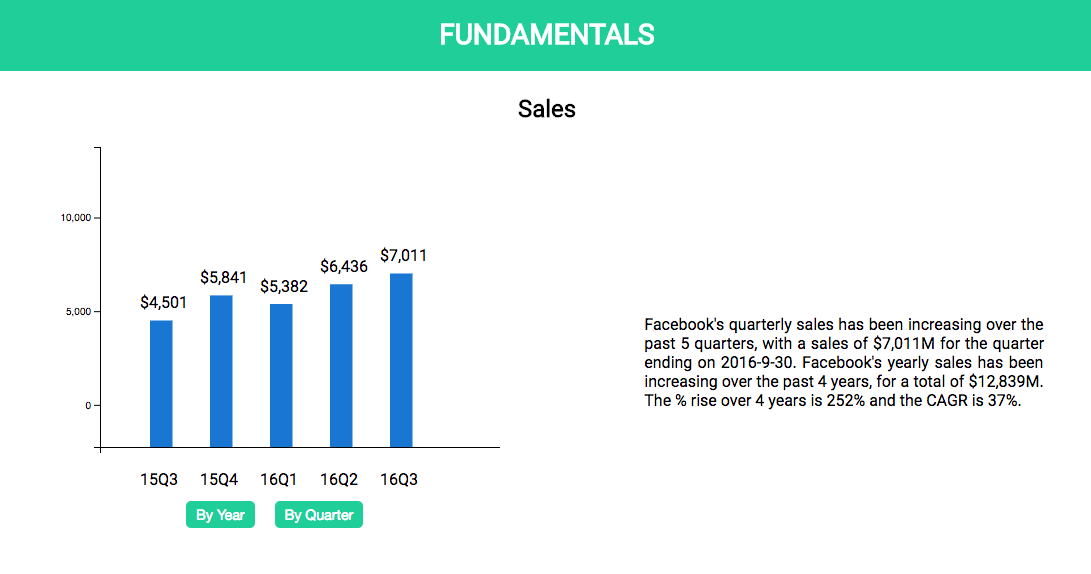 FUNDAMENTALS
Sales
10,000
5,000
0
$4,501
$5,841
$5,382
$6,436
$7,011
15Q3
15Q4
16Q1
16Q2
16Q3
By Year
By Quarter
Facebook's quarterly sales has been increasing over the
past 5 quarters, with a sales of $7,011M for the quarter
ending on 2016-9-30. Facebook's yearly sales has been
increasing over the past 4 years, for a total of $12,839M.
The % rise over 4 years is 252% and the CAGR is 37%.